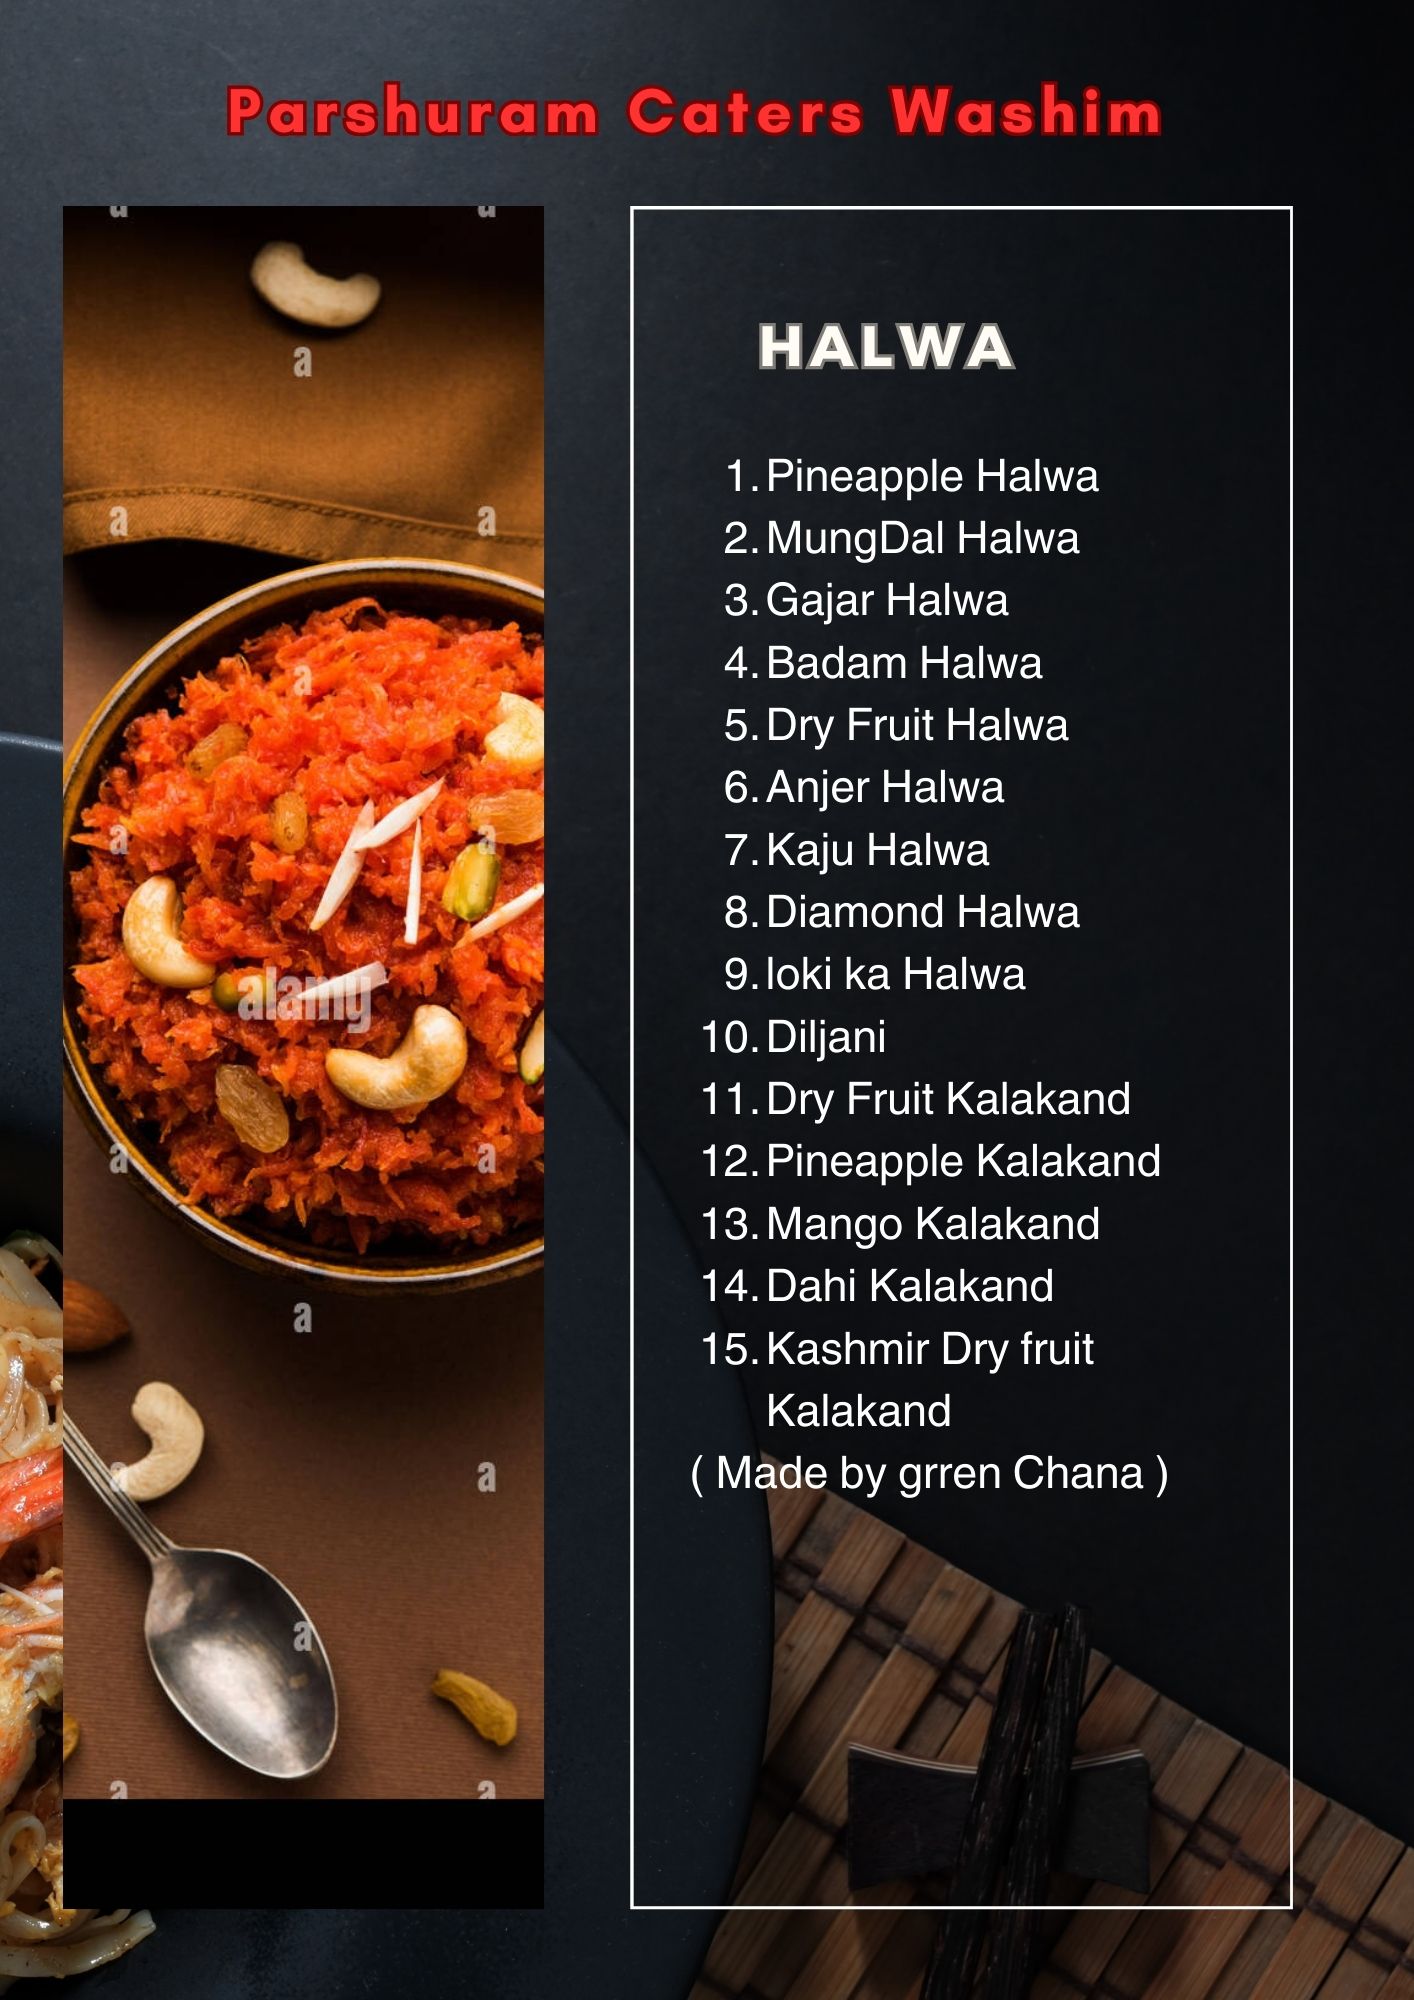 Parshuram Caters Washim
HALWA
1. Pineapple Halwa
2. MungDal Halwa
3. Gajar Halwa
4. Badam Halwa
5. Dry Fruit Halwa
6. Anjer Halwa
7. Kaju Halwa
8. Diamond Halwa
9. loki ka Halwa
10. Diljani
11. Dry Fruit Kalakand
12. Pineapple Kalakand
13. Mango Kalakand
14. Dahi Kalakand
15. Kashmir Dry fruit
Kalakand
( Made by grren Chana )
a a
a
a a
a
a a
alamy
a a
a
a a
a
a a